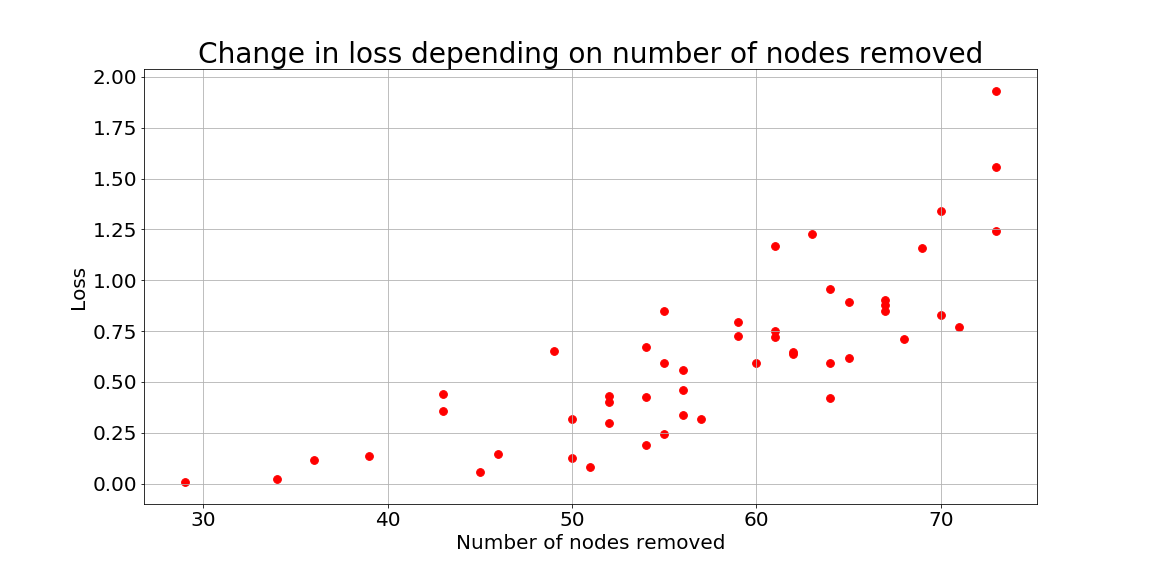 Change in loss depending on number of nodes removed
2.00
1.75
1.50
1.25
1.00
0.75
0.50
0.25
0.00
Loss
30 40 50 60 70
Number of nodes removed